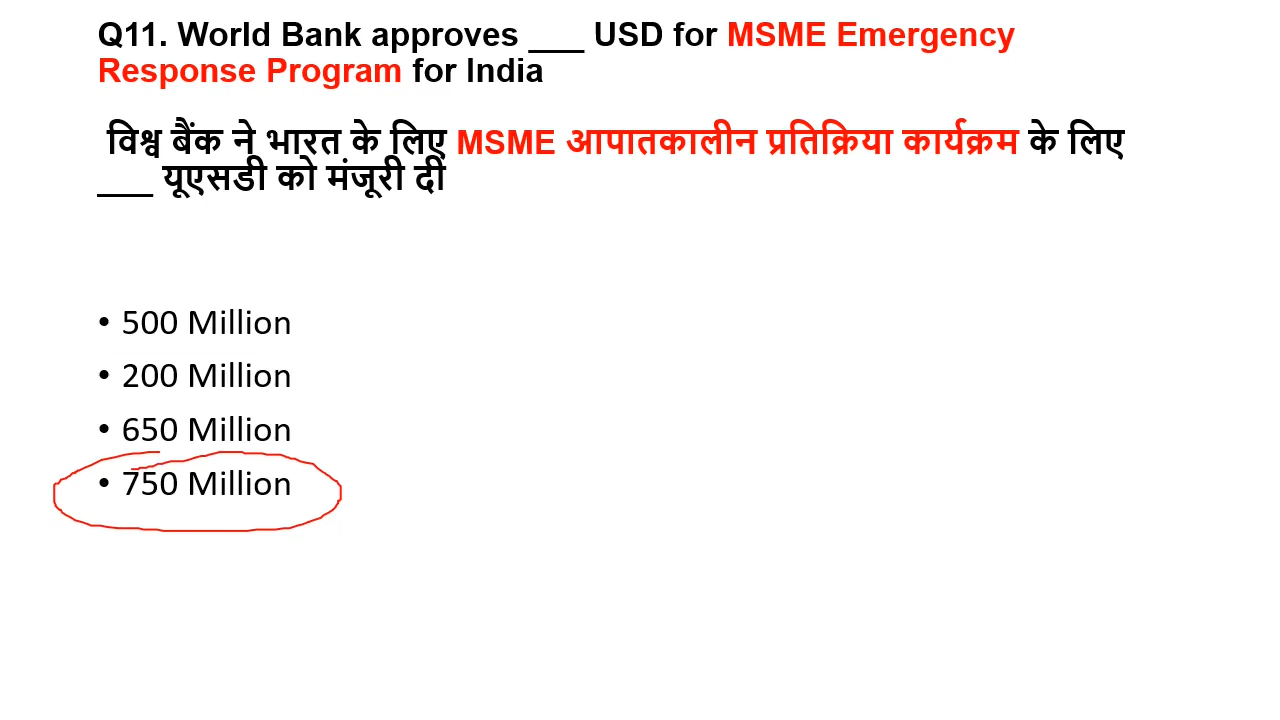 Q11. World Bank approves ___ USD for MSME Emergency
Response Program for India
विश्व बैंक ने भारत के लिए MSME आपातकालीन प्रतिक्रिया कार्यक्रम के लिए
___ यूएसडी को मंजूरी दी
• 500 Million
• 200 Million
• 650 Million
• 750 Million